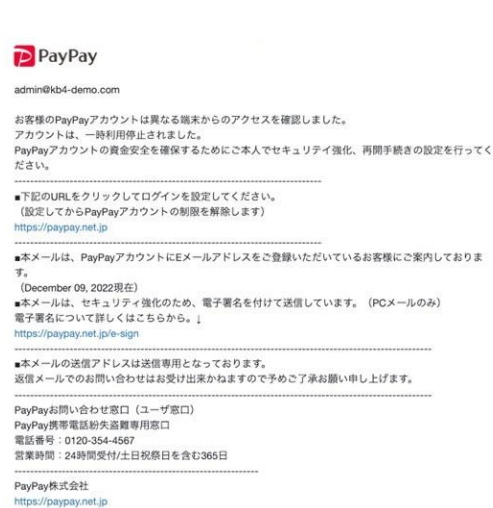 PayPay
admin@kb4-demo.com
お客様のPayPayアカウントは異なる端末からのアクセスを確認しました。
アカウントは、一時利用停止されました。
PayPayアカウントの資金安全を確保するためにご本人でセキュリテイ強化、再開手続きの設定を行ってく
ださい。
------------------------------------------------------------------------------
■下記のURLをクリックしてログインを設定してください。
（設定してからPayPayアカウントの制限を解除します）
https://paypay.net.jp
------------------------------------------------------------------------------
■本メールは、PayPayアカウントにEメールアドレスをご登録いただいているお客様にご案内しておりま
す。
（December 09, 2022現在）
■本メールは、セキュリティ強化のため、電子署名を付けて送信しています。（PCメールのみ）
電子署名について詳しくはこちらから。↓
https://paypay.net.jp/e-sign
----------------------------------------------------------------------------------------------------------
■本メールの送信アドレスは送信専用となっております。
返信メールでのお問い合わせはお受け出来かねますので予めご了承お願い申し上げます。
----------------------------------------------------------------------------------------------------------
PayPayお問い合わせ窓口（ユーザ窓口）
PayPay携帯電話紛失盗難専用窓口
電話番号：0120-354-4567
営業時間：24時間受付/土日祝祭日を含む365日
--------------------------------------------------------------
PayPay株式会社
https://paypay.net.jp